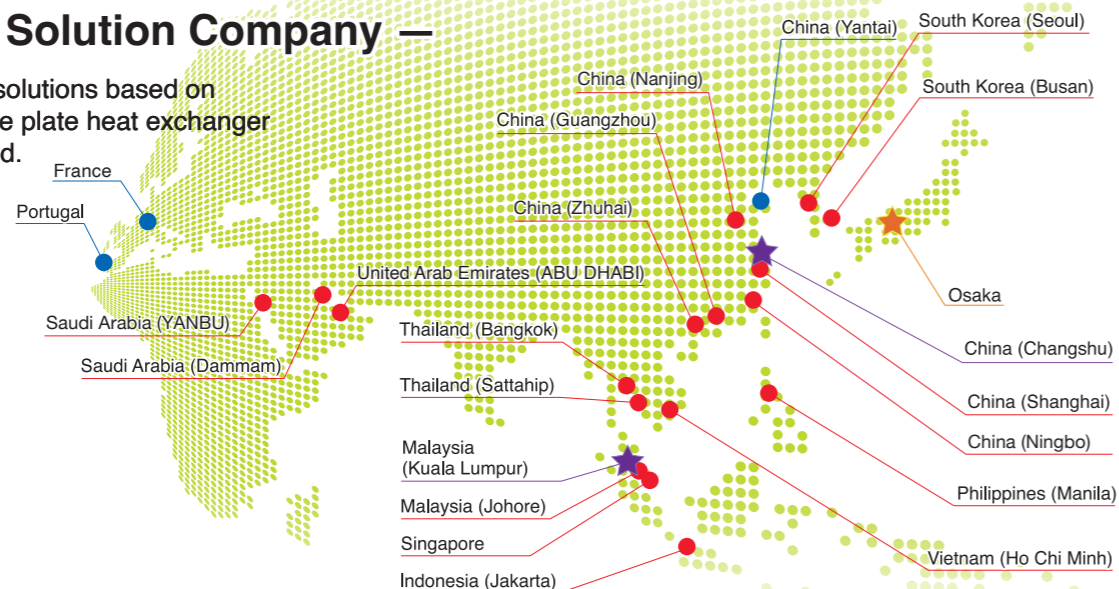 Solution Company —
solutions based on
e plate heat exchanger
d.
France
Portugal
Saudi Arabia (YANBU)
Saudi Arabia (Dammam)
United Arab Emirates (ABU DHABI)
China (Yantai)
South Korea (Seoul)
China (Nanjing)
South Korea (Busan)
China (Guangzhou)
China (Zhuhai)
Osaka
Thailand (Bangkok)
China (Changshu)
Thailand (Sattahip)
China (Shanghai)
China (Ningbo)
Malaysia
(Kuala Lumpur)
Philippines (Manila)
Malaysia (Johore)
Singapore
Vietnam (Ho Chi Minh)
Indonesia (Jakarta)